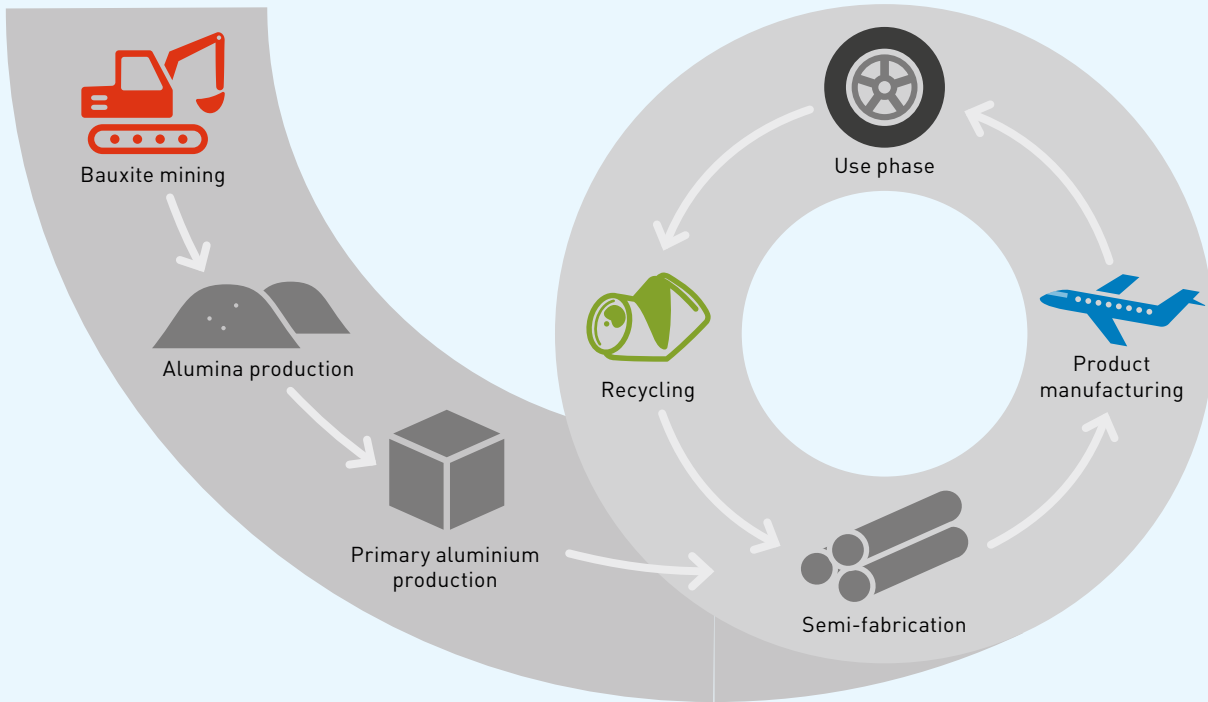 Bauxite mining
Alumina production
Primary aluminium
production
Semi-fabrication
Product
manufacturing
Use phase
Recycling